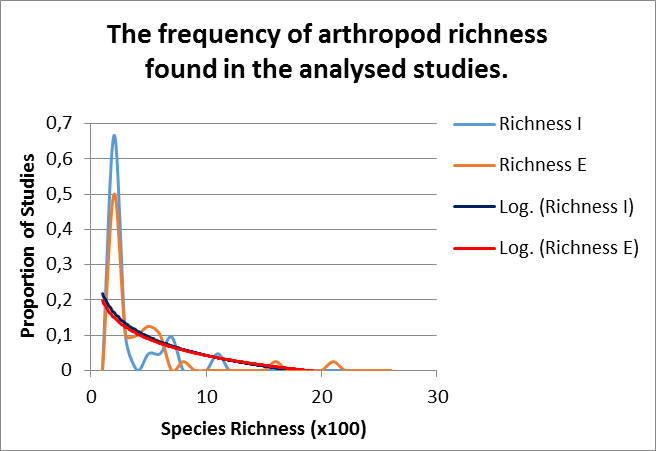 The frequency of arthropod richness
found in the analysed studies.
Proportion of Studies
0,7
0,6
0,5
0,4
0,3
0,2
0,1
0
0
10
20
30
Species Richness (x100)
Richness I
Richness E
Log. (Richness I)
Log. (Richness E)